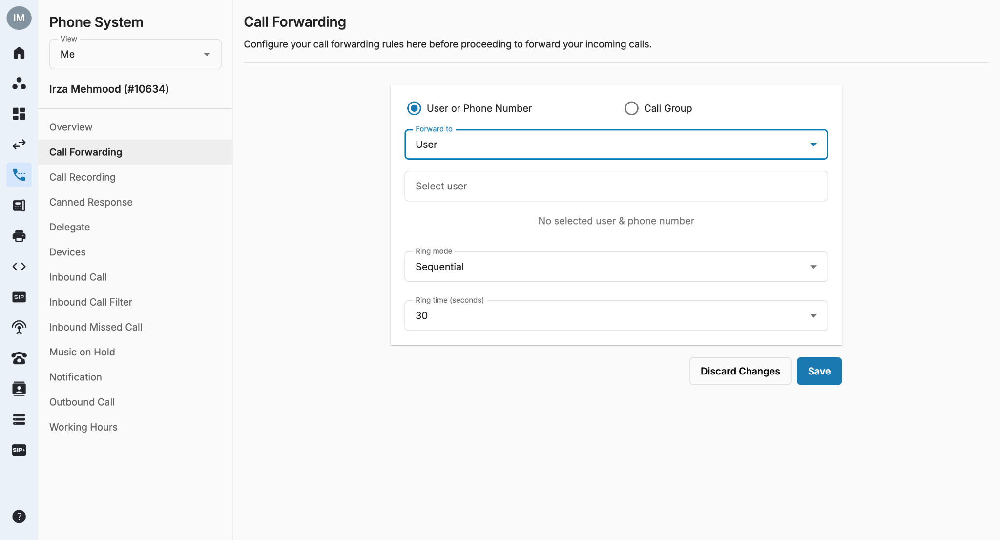 IM
Phone System
View
Me
Irza Mehmood (#10634)
Overview
Call Forwarding
Call Recording
Canned Response
Delegate
Devices
Inbound Call
Inbound Call Filter
Inbound Missed Call
Music on Hold
Notification
Outbound Call
Working Hours
SIP
SIP+
?
Call Forwarding
Configure your call forwarding rules here before proceeding to forward your incoming calls.
User or Phone Number
Call Group
Forward to
User
Select user
No selected user & phone number
Ring mode
Sequential
Ring time (seconds)
30
Discard Changes
Save